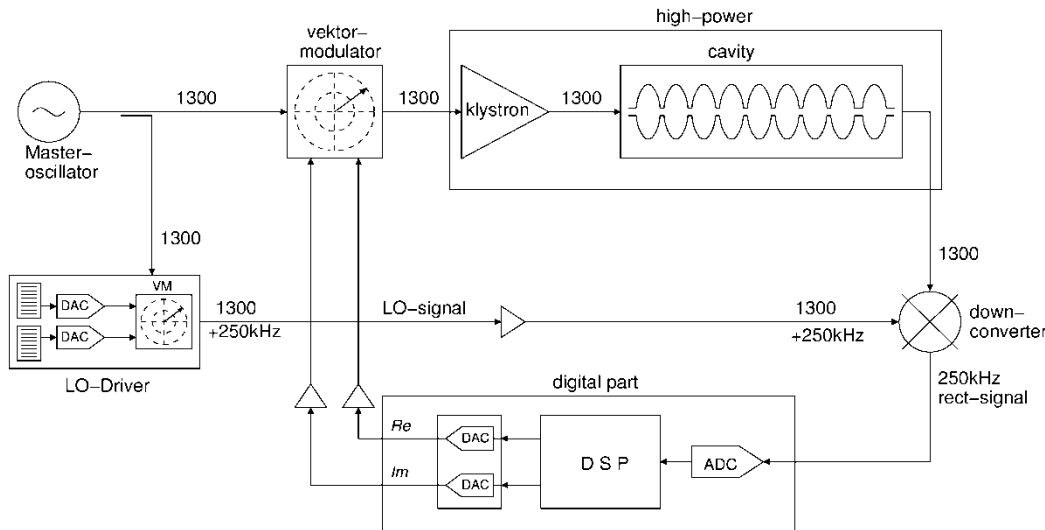 high-power
vektor-
modulator
cavity
1300
1300
klystron
1300
Master-
oscillator
1300
1300
VM
DAC
DAC
1300
+250kHz
LO-signal
1300
+250kHz
down-
converter
LO-Driver
digital part
250kHz
rect-signal
Re
DAC
D S P
ADC
Im
DAC